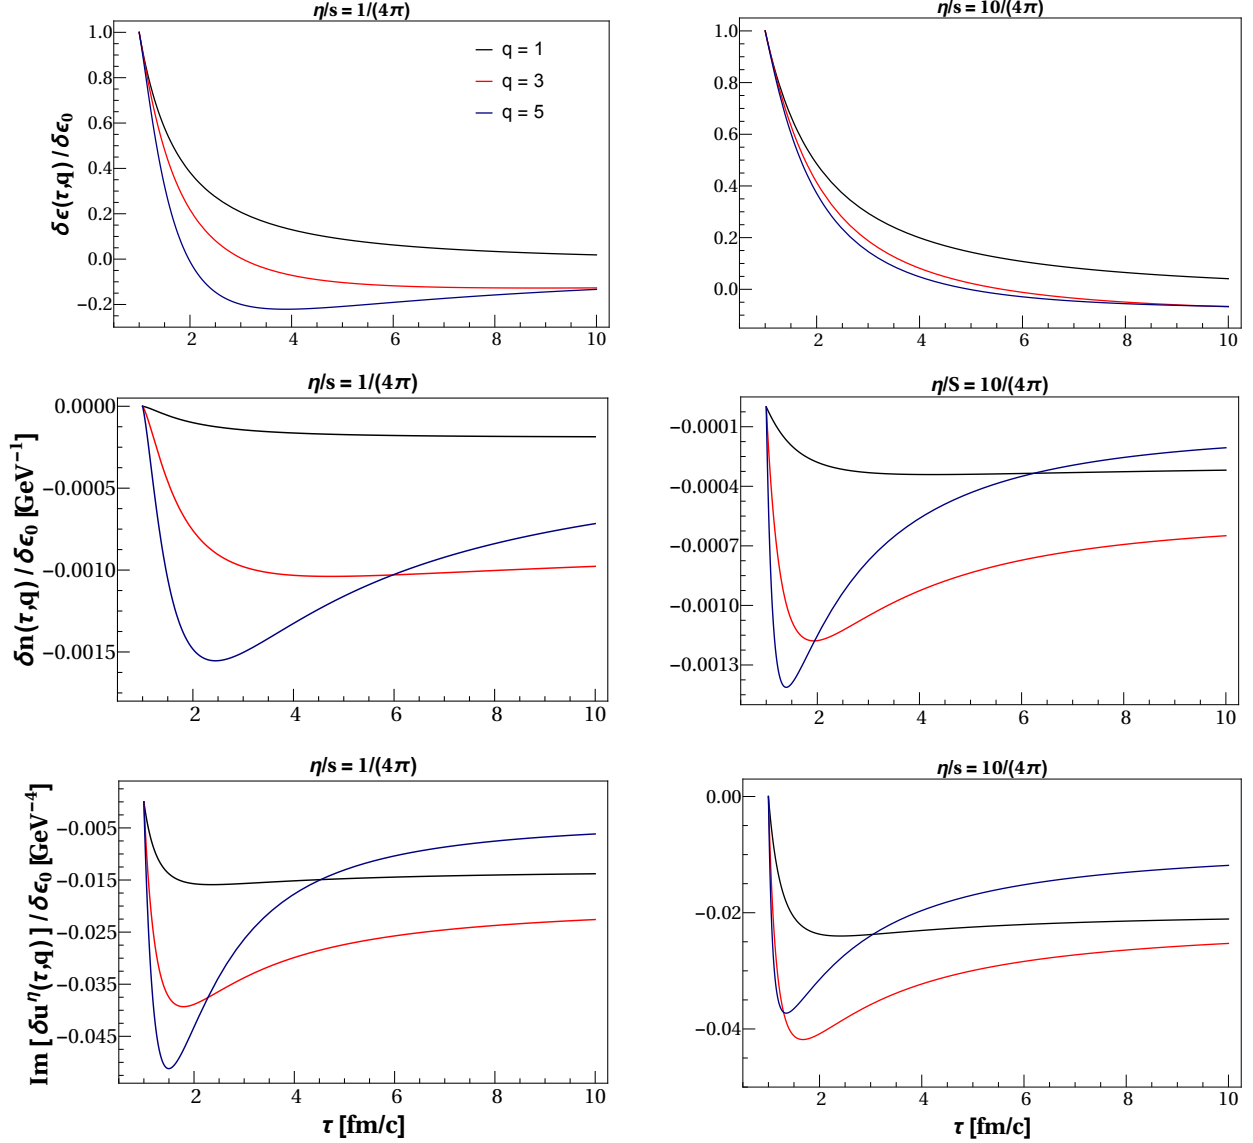 η/s = 1/(4π)
1.0
0.8
0.6
0.4
0.2
0.0
−0.2
δϵ(τ,q) / δϵ₀
q = 1
q = 3
q = 5
2 4 6 8 10
η/s = 10/(4π)
1.0
0.8
0.6
0.4
0.2
0.0
2 4 6 8 10
η/s = 1/(4π)
0.0000
−0.0005
−0.0010
−0.0015
δn(τ,q) / δϵ₀ [GeV⁻¹]
2 4 6 8 10
η/S = 10/(4π)
−0.0001
−0.0004
−0.0007
−0.0010
−0.0013
2 4 6 8 10
η/s = 1/(4π)
−0.005
−0.015
−0.025
−0.035
−0.045
Im [ δu^η(τ,q) ] / δϵ₀ [GeV⁻⁴]
2 4 6 8 10
τ [fm/c]
η/s = 10/(4π)
0.00
−0.02
−0.04
2 4 6 8 10
τ [fm/c]